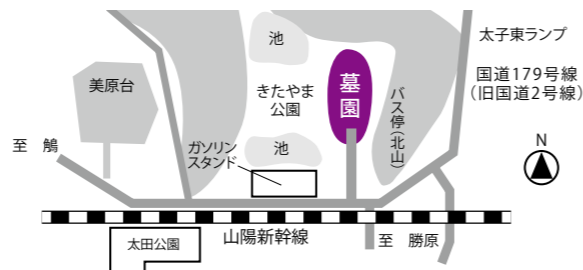 池
太子東ランプ
美原台
きたやま
公園
墓園
国道179号線
(旧国道2号線)
バス停(北山)
至 鵤
ガソリン
スタンド
池
N
太田公園
山陽新幹線
至 勝原